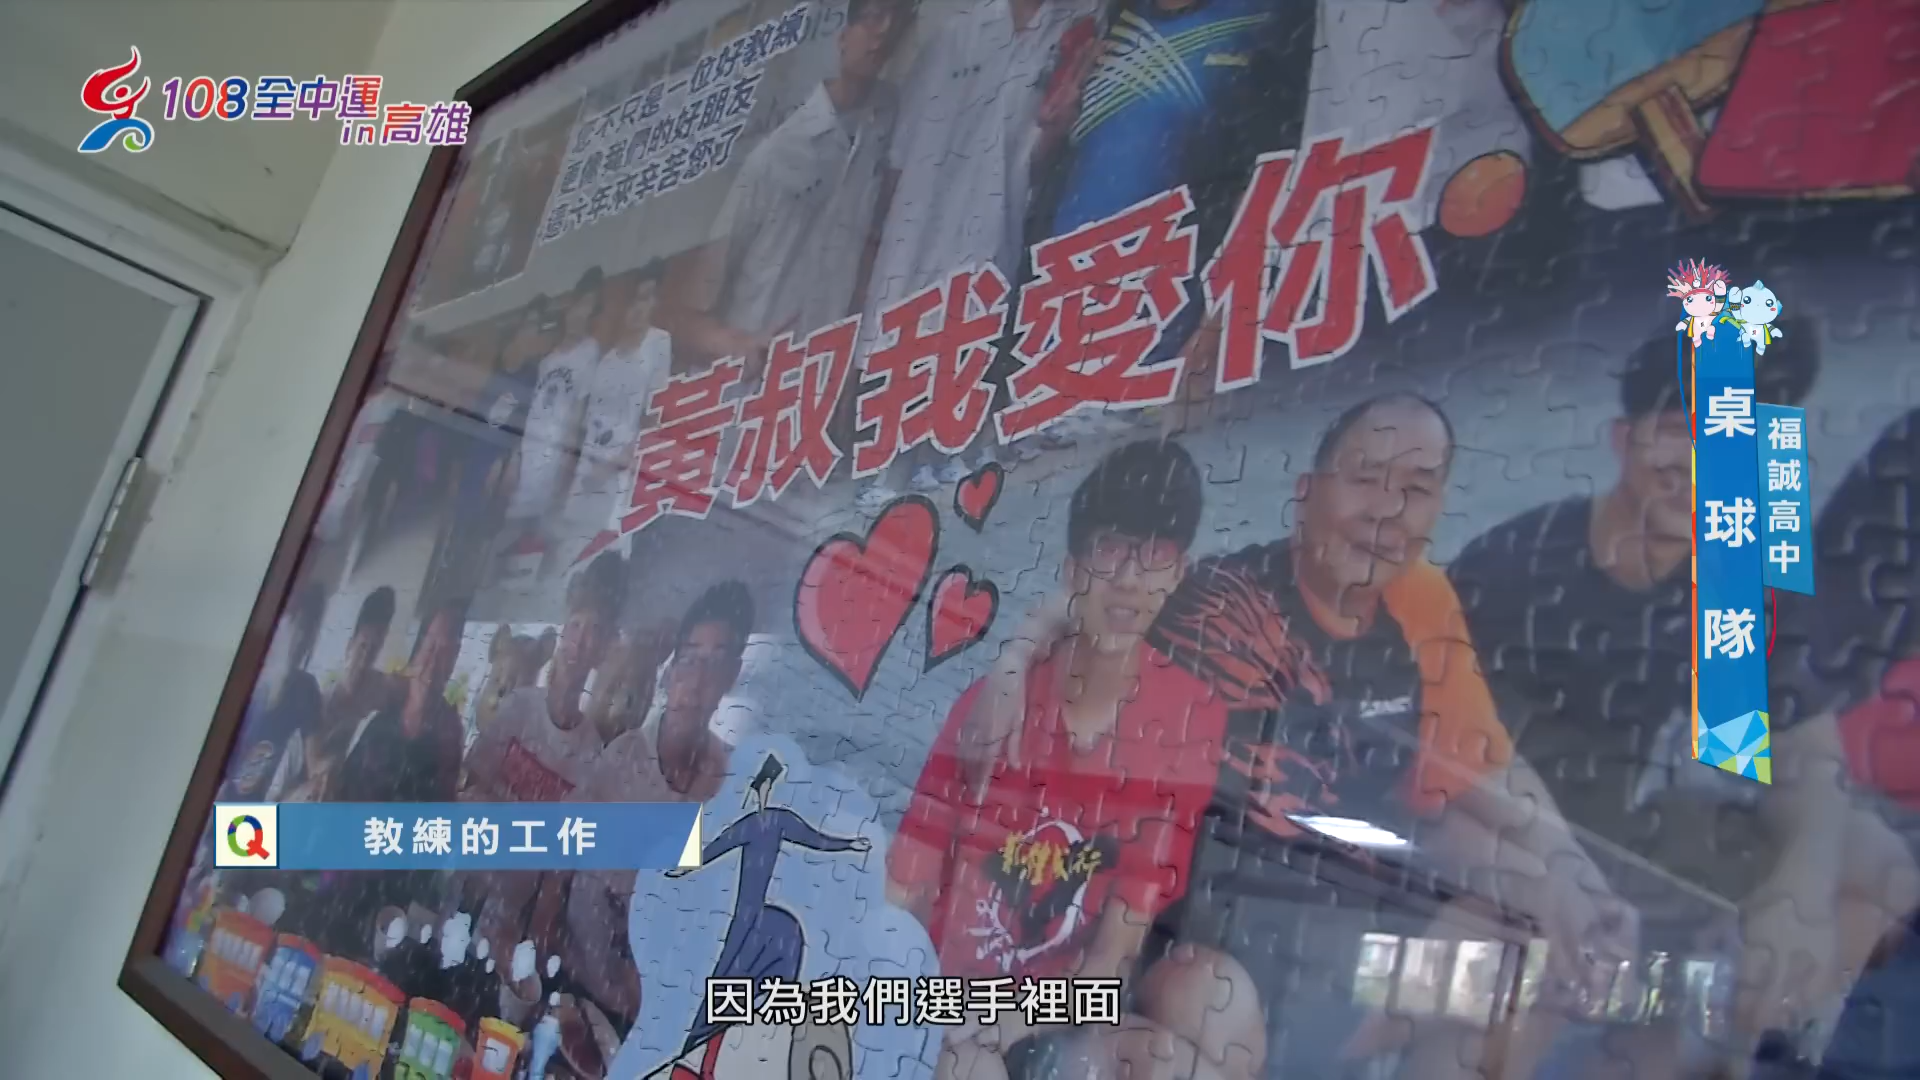 108全中運
in高雄
您不只是一位好教練
更像我們的好朋友
這六年來辛苦您了
黃叔我愛你
福誠高中
桌球隊
Q
教練的工作
因為我們選手裡面